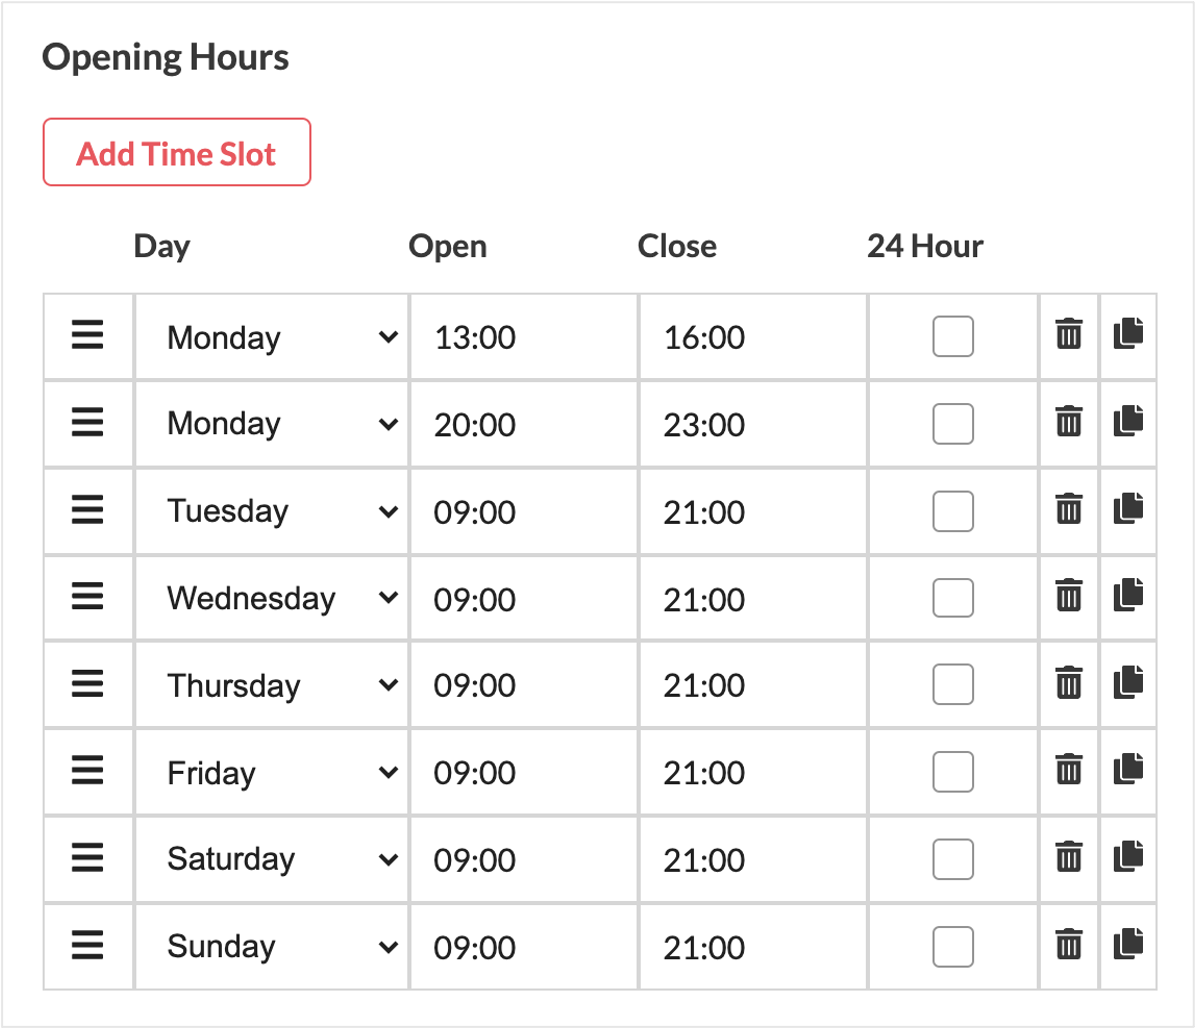 Opening Hours
Add Time Slot
Day Open Close 24 Hour
Monday 13:00 16:00
Monday 20:00 23:00
Tuesday 09:00 21:00
Wednesday 09:00 21:00
Thursday 09:00 21:00
Friday 09:00 21:00
Saturday 09:00 21:00
Sunday 09:00 21:00